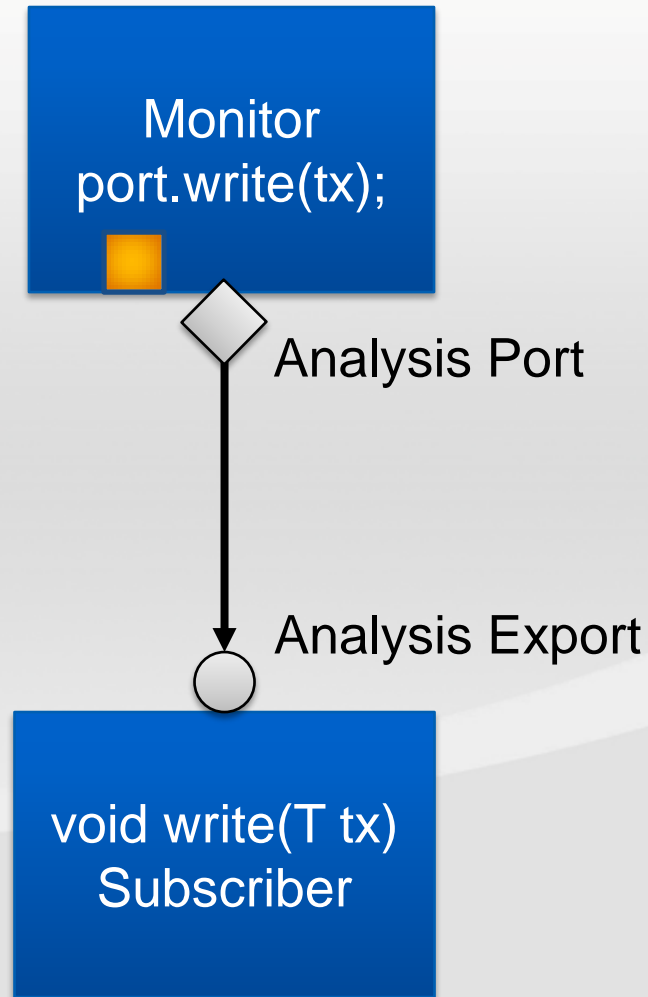 Monitor
port.write(tx);
Analysis Port
Analysis Export
void write(T tx)
Subscriber